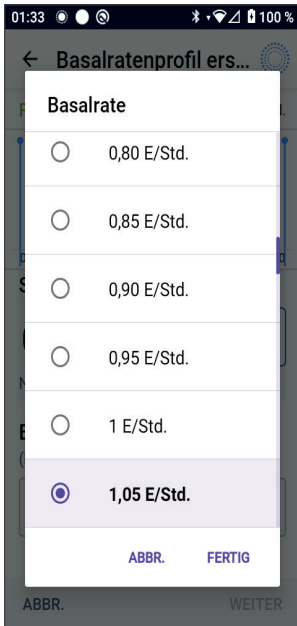 01:33 100 %
Basalratenprofil ers...
Basalrate
0,80 E/Std.
0,85 E/Std.
0,90 E/Std.
0,95 E/Std.
1 E/Std.
1,05 E/Std.
ABBR. FERTIG
ABBR. WEITER